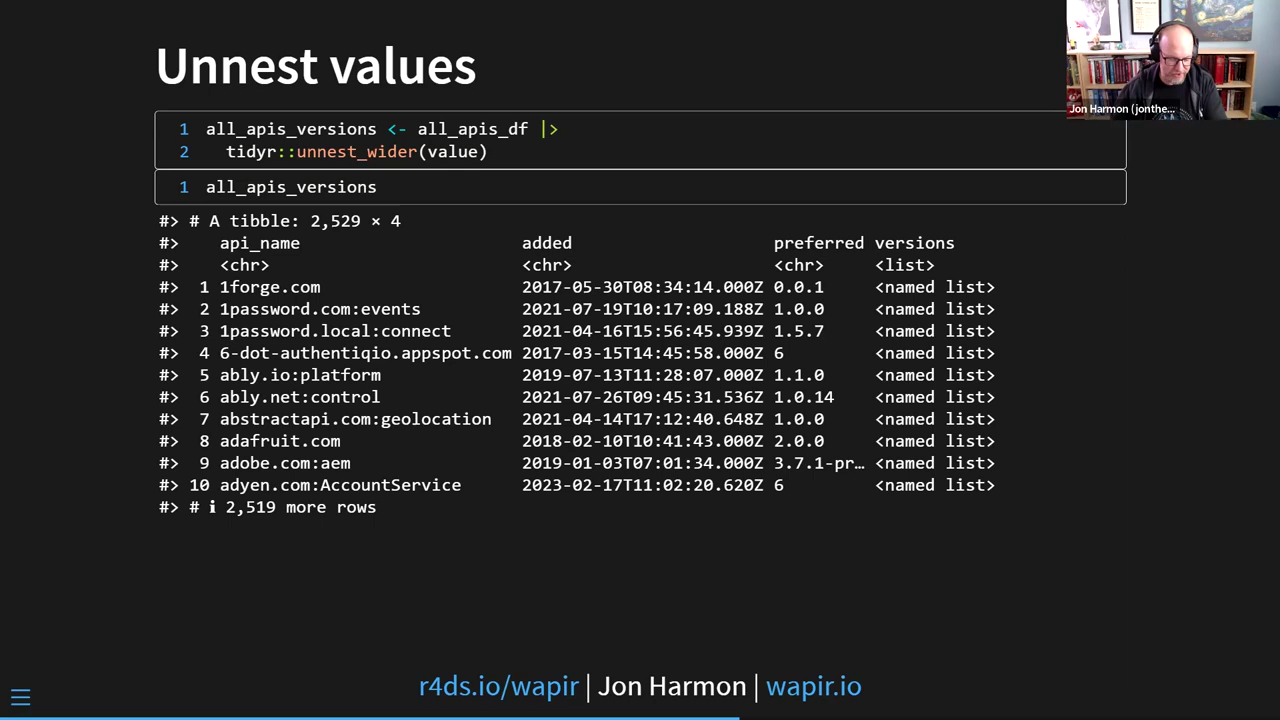 Unnest values
Jon Harmon (jonthe...
1 all_apis_versions <- all_apis_df |>
2   tidyr::unnest_wider(value)
1 all_apis_versions
#> # A tibble: 2,529 × 4
#>    api_name                      added                    preferred versions
#>    <chr>                         <chr>                    <chr>     <list>
#>  1 1forge.com                    2017-05-30T08:34:14.000Z 0.0.1     <named list>
#>  2 1password.com:events          2021-07-19T10:17:09.188Z 1.0.0     <named list>
#>  3 1password.local:connect       2021-04-16T15:56:45.939Z 1.5.7     <named list>
#>  4 6-dot-authentiqio.appspot.com 2017-03-15T14:45:58.000Z 6         <named list>
#>  5 ably.io:platform              2019-07-13T11:28:07.000Z 1.1.0     <named list>
#>  6 ably.net:control              2021-07-26T09:45:31.536Z 1.0.14    <named list>
#>  7 abstractapi.com:geolocation   2021-04-14T17:12:40.648Z 1.0.0     <named list>
#>  8 adafruit.com                  2018-02-10T10:41:43.000Z 2.0.0     <named list>
#>  9 adobe.com:aem                 2019-01-03T07:01:34.000Z 3.7.1-pr… <named list>
#> 10 adyen.com:AccountService      2023-02-17T11:02:20.620Z 6         <named list>
#> # ℹ 2,519 more rows
r4ds.io/wapir | Jon Harmon | wapir.io